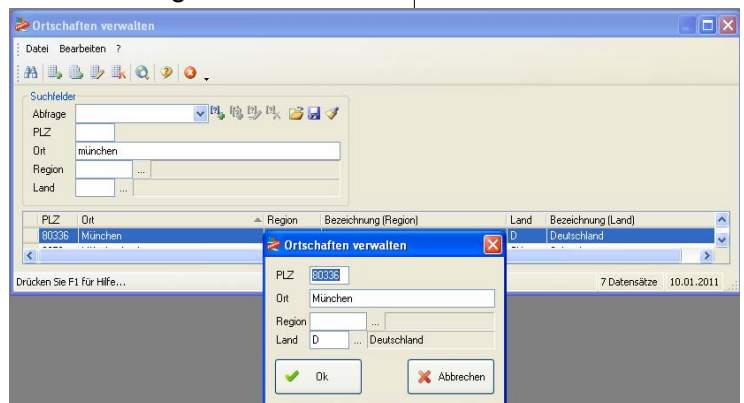 Ortschaften verwalten
Datei Bearbeiten ?
Suchfelder
Abfrage
PLZ
Ort münchen
Region ...
Land ...
PLZ Ort Region Bezeichnung (Region) Land Bezeichnung (Land)
80336 München D Deutschland
Ortschaften verwalten
PLZ 80336
Ort München
Region ...
Land D ... Deutschland
Ok Abbrechen
Drücken Sie F1 für Hilfe... 7 Datensätze 10.01.2011